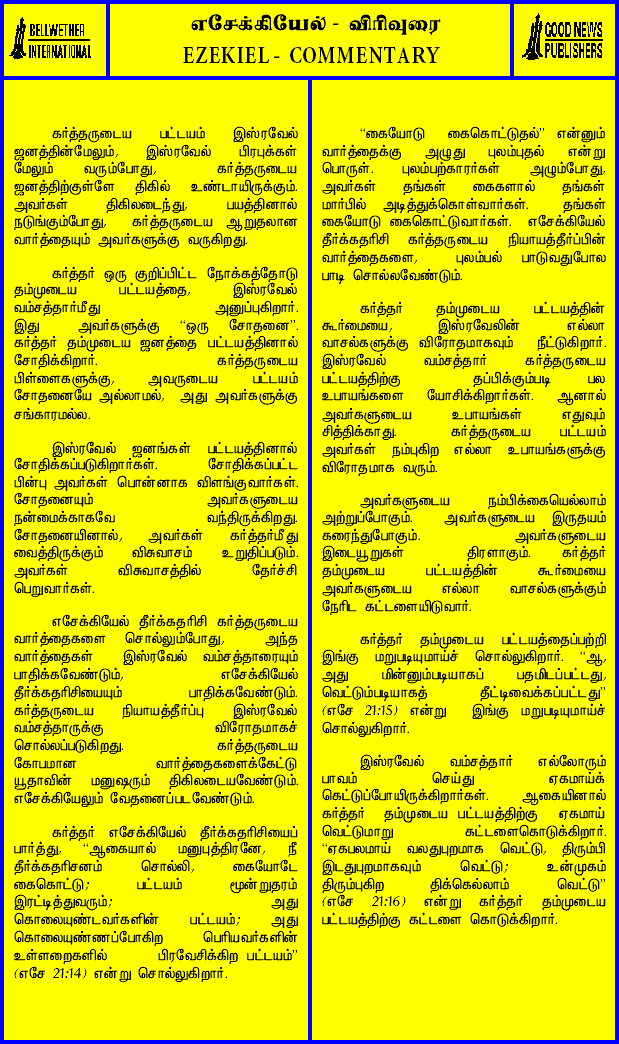 BELLWETHER
INTERNATIONAL
எசேக்கியேல் - விரிவுரை
EZEKIEL - COMMENTARY
GOOD NEWS
PUBLISHERS
கர்த்தருடைய பட்டயம் இஸ்ரவேல்
ஜனத்தின்மேலும், இஸ்ரவேல் பிரபுக்கள்
மேலும் வரும்போது, கர்த்தருடைய
ஜனத்திற்குள்ளே திகில் உண்டாயிருக்கும்.
அவர்கள் திகிலடைந்து, பயத்தினால்
நடுங்கும்போது, கர்த்தருடைய ஆறுதலான
வார்த்தையும் அவர்களுக்கு வருகிறது.
கர்த்தர் ஒரு குறிப்பிட்ட நோக்கத்தோடு
தம்முடைய பட்டயத்தை, இஸ்ரவேல்
வம்சத்தார்மீது அனுப்புகிறார்.
இது அவர்களுக்கு “ஒரு சோதனை”.
கர்த்தர் தம்முடைய ஜனத்தை பட்டயத்தினால்
சோதிக்கிறார். கர்த்தருடைய
பிள்ளைகளுக்கு, அவருடைய பட்டயம்
சோதனையே அல்லாமல், அது அவர்களுக்கு
சங்காரமல்ல.
இஸ்ரவேல் ஜனங்கள் பட்டயத்தினால்
சோதிக்கப்படுகிறார்கள். சோதிக்கப்பட்ட
பின்பு அவர்கள் பொன்னாக விளங்குவார்கள்.
சோதனையும் அவர்களுடைய
நன்மைக்காகவே வந்திருக்கிறது.
சோதனையினால், அவர்கள் கர்த்தர்மீது
வைத்திருக்கும் விசுவாசம் உறுதிப்படும்.
அவர்கள் விசுவாசத்தில் தேர்ச்சி
பெறுவார்கள்.
எசேக்கியேல் தீர்க்கதரிசி கர்த்தருடைய
வார்த்தைகளை சொல்லும்போது, அந்த
வார்த்தைகள் இஸ்ரவேல் வம்சத்தாரையும்
பாதிக்கவேண்டும், எசேக்கியேல்
தீர்க்கதரிசியையும் பாதிக்கவேண்டும்.
கர்த்தருடைய நியாயத்தீர்ப்பு இஸ்ரவேல்
வம்சத்தாருக்கு விரோதமாகச்
சொல்லப்படுகிறது. கர்த்தருடைய
கோபமான வார்த்தைகளைக்கேட்டு
யூதாவின் மனுஷரும் திகிலடையவேண்டும்.
எசேக்கியேலும் வேதனைப்படவேண்டும்.
கர்த்தர் எசேக்கியேல் தீர்க்கதரிசியைப்
பார்த்து, “ஆகையால் மனுபுத்திரனே, நீ
தீர்க்கதரிசனம் சொல்லி, கையோடே
கைகொட்டு; பட்டயம் மூன்றுதரம்
இரட்டித்துவரும்; அது
கொலையுண்டவர்களின் பட்டயம்; அது
கொலையுண்ணப்போகிற பெரியவர்களின்
உள்ளறைகளில் பிரவேசிக்கிற பட்டயம்”
(எசே 21:14) என்று சொல்லுகிறார்.
“கையோடு கைகொட்டுதல்” என்னும்
வார்த்தைக்கு அழுது புலம்புதல் என்று
பொருள். புலம்பற்காரர்கள் அழும்போது,
அவர்கள் தங்கள் கைகளால் தங்கள்
மார்பில் அடித்துக்கொள்வார்கள். தங்கள்
கையோடு கைகொட்டுவார்கள். எசேக்கியேல்
தீர்க்கதரிசி கர்த்தருடைய நியாயத்தீர்ப்பின்
வார்த்தைகளை, புலம்பல் பாடுவதுபோல
பாடி சொல்லவேண்டும்.
கர்த்தர் தம்முடைய பட்டயத்தின்
கூர்மையை, இஸ்ரவேலின் எல்லா
வாசல்களுக்கு விரோதமாகவும் நீட்டுகிறார்.
இஸ்ரவேல் வம்சத்தார் கர்த்தருடைய
பட்டயத்திற்கு தப்பிக்கும்படி பல
உபாயங்களை யோசிக்கிறார்கள். ஆனால்
அவர்களுடைய உபாயங்கள் எதுவும்
சித்திக்காது. கர்த்தருடைய பட்டயம்
அவர்கள் நம்புகிற எல்லா உபாயங்களுக்கு
விரோதமாக வரும்.
அவர்களுடைய நம்பிக்கையெல்லாம்
அற்றுப்போகும். அவர்களுடைய இருதயம்
கரைந்துபோகும். அவர்களுடைய
இடையூறுகள் திரளாகும். கர்த்தர்
தம்முடைய பட்டயத்தின் கூர்மையை
அவர்களுடைய எல்லா வாசல்களுக்கும்
நேரிட கட்டளையிடுவார்.
கர்த்தர் தம்முடைய பட்டயத்தைப்பற்றி
இங்கு மறுபடியுமாய்ச் சொல்லுகிறார். “ஆ,
அது மின்னும்படியாகப் பதமிடப்பட்டது,
வெட்டும்படியாகத் தீட்டிவைக்கப்பட்டது”
(எசே 21:15) என்று இங்கு மறுபடியுமாய்ச்
சொல்லுகிறார்.
இஸ்ரவேல் வம்சத்தார் எல்லோரும்
பாவம் செய்து ஏகமாய்க்
கெட்டுப்போயிருக்கிறார்கள். ஆகையினால்
கர்த்தர் தம்முடைய பட்டயத்திற்கு ஏகமாய்
வெட்டுமாறு கட்டளைகொடுக்கிறார்.
“ஏகபலமாய் வலதுபுறமாக வெட்டு, திரும்பி
இடதுபுறமாகவும் வெட்டு; உன்முகம்
திரும்புகிற திக்கெல்லாம் வெட்டு”
(எசே 21:16) என்று கர்த்தர் தம்முடைய
பட்டயத்திற்கு கட்டளை கொடுக்கிறார்.